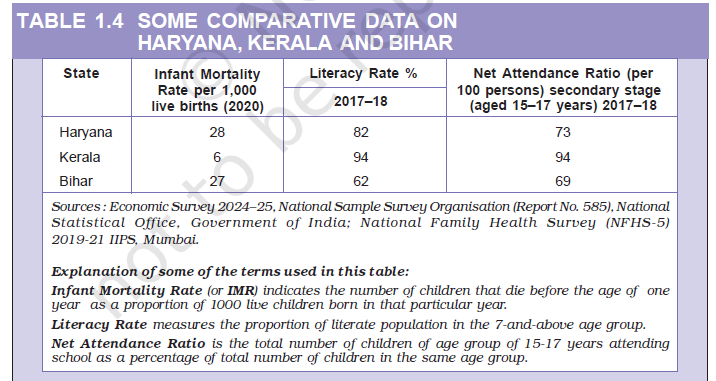 TABLE 1.4 SOME COMPARATIVE DATA ON
HARYANA, KERALA AND BIHAR
State Infant Mortality Rate per 1,000 live births (2020) Literacy Rate % 2017–18 Net Attendance Ratio (per 100 persons) secondary stage (aged 15–17 years) 2017–18
Haryana 28 82 73
Kerala 6 94 94
Bihar 27 62 69
Sources : Economic Survey 2024–25, National Sample Survey Organisation (Report No. 585), National
Statistical Office, Government of India; National Family Health Survey (NFHS-5)
2019-21 IIPS, Mumbai.
Explanation of some of the terms used in this table:
Infant Mortality Rate (or IMR) indicates the number of children that die before the age of one
year as a proportion of 1000 live children born in that particular year.
Literacy Rate measures the proportion of literate population in the 7-and-above age group.
Net Attendance Ratio is the total number of children of age group of 15-17 years attending
school as a percentage of total number of children in the same age group.
not to be rep